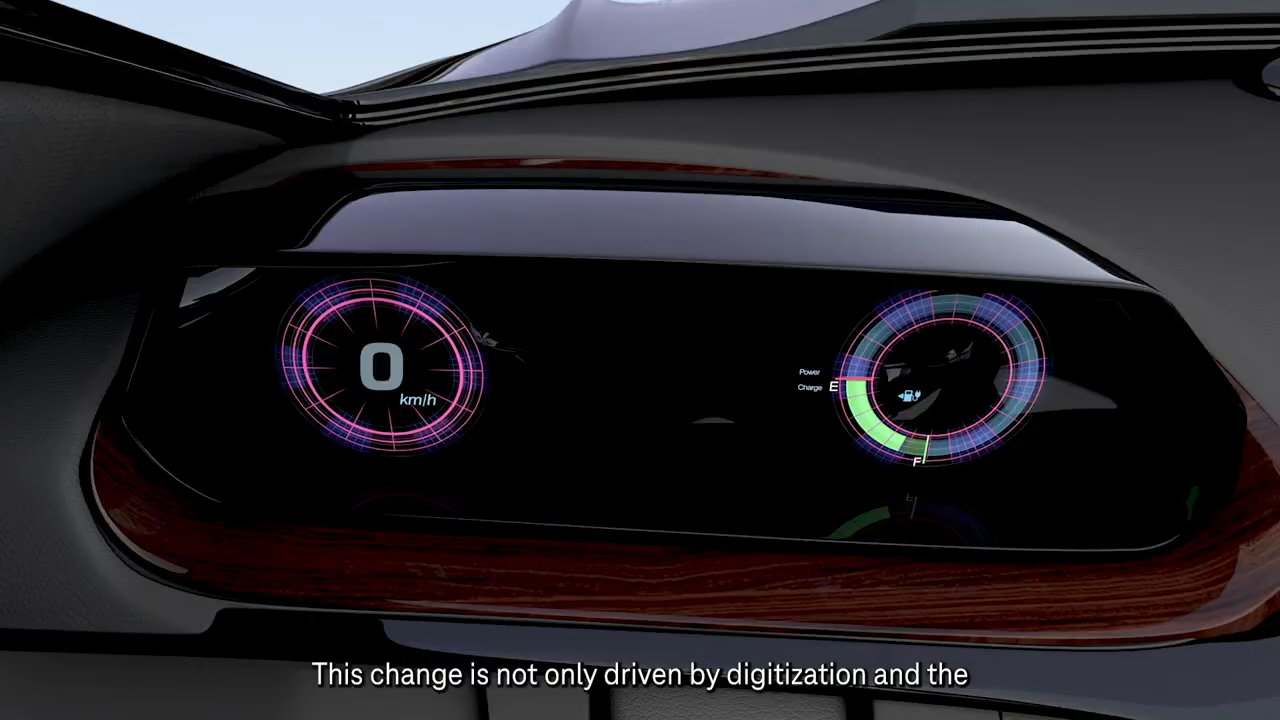 0
km/h
Power
Charge
E
F
E
This change is not only driven by digitization and the